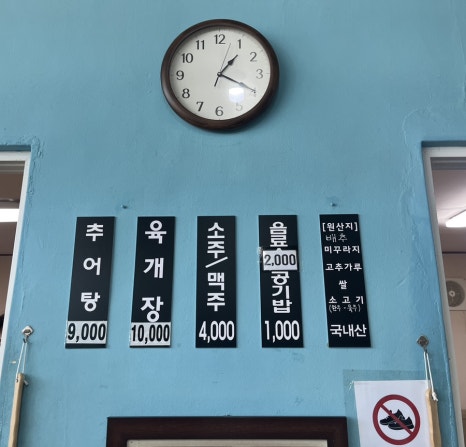 12
1
2
3
4
5
6
7
8
9
10
11
추어탕
9,000
육개장
10,000
소주/맥주
4,000
2,000
공기밥
1,000
[원산지]
배추
미꾸라지
고추가루
쌀
소고기
국내산